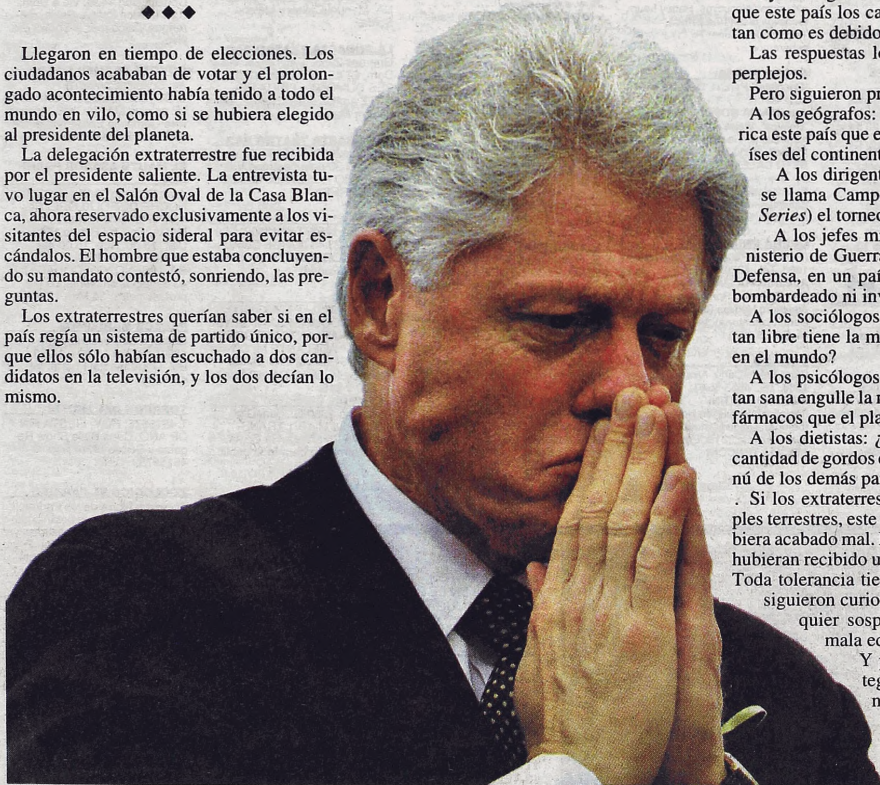 Llegaron en tiempo de elecciones. Los
ciudadanos acababan de votar y el prolon-
gado acontecimiento había tenido a todo el
mundo en vilo, como si se hubiera elegido
al presidente del planeta.
La delegación extraterrestre fue recibida
por el presidente saliente. La entrevista tu-
vo lugar en el Salón Oval de la Casa Blan-
ca, ahora reservado exclusivamente a los vi-
sitantes del espacio sideral para evitar es-
cándalos. El hombre que estaba concluyen-
do su mandato contestó, sonriendo, las pre-
guntas.
Los extraterrestres querían saber si en el
país regía un sistema de partido único, por-
que ellos sólo habían escuchado a dos can-
didatos en la televisión, y los dos decían lo
mismo.
que este país los ca
tan como es debido
Las respuestas l
perplejos.
Pero siguieron pr
A los geógrafos:
rica este país que e
íses del continent
A los dirigent
se llama Camp
Series) el torneo
A los jefes m
nisterio de Guerra
Defensa, en un paí
bombardeado ni inv
A los sociólogos
tan libre tiene la m
en el mundo?
A los psicólogos
tan sana engulle la
fármacos que el pla
A los dietistas: ¿
cantidad de gordos
nú de los demás pa
. Si los extraterres
ples terrestres, este
biera acabado mal.
hubieran recibido u
Toda tolerancia tie
siguieron curio
quier sosp
mala ed
Y
teg